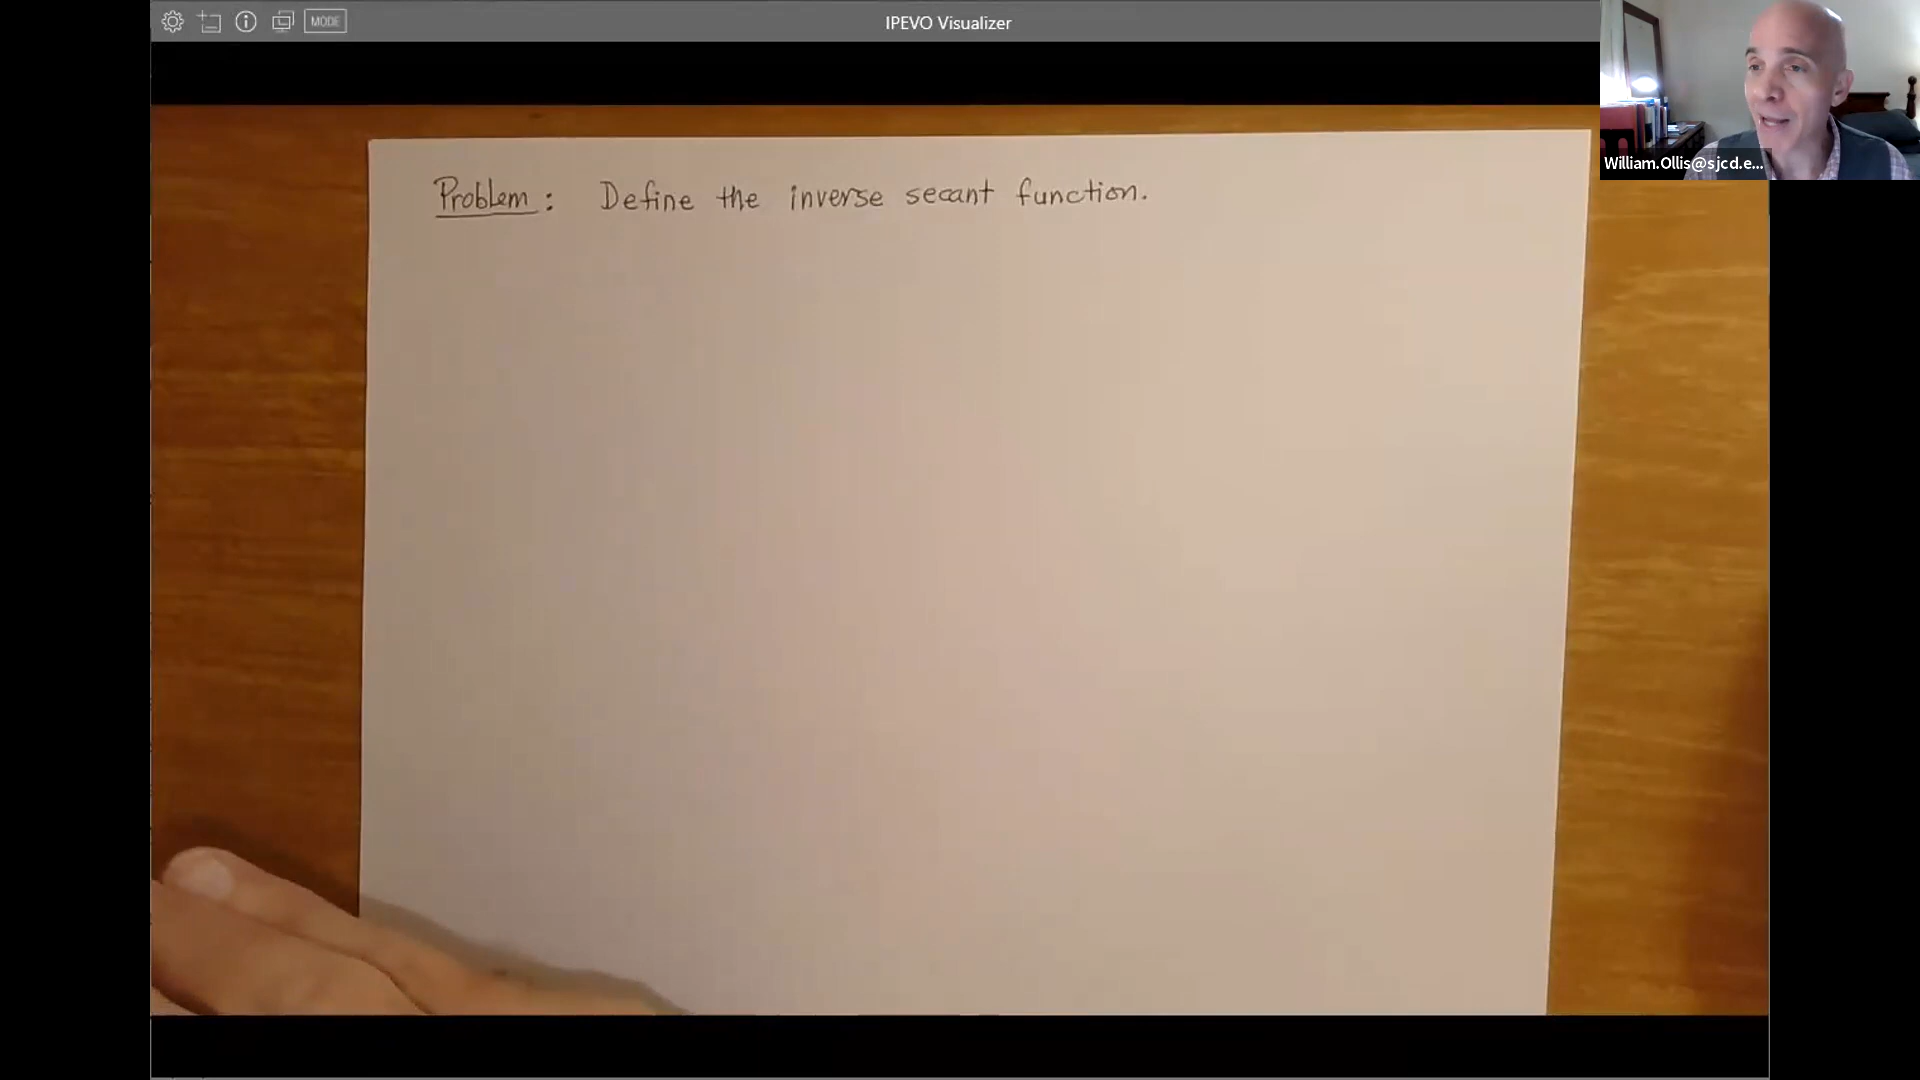 MODE
IPEVO Visualizer
William.Ollis@sjcd.e...
Problem: Define the inverse secant function.